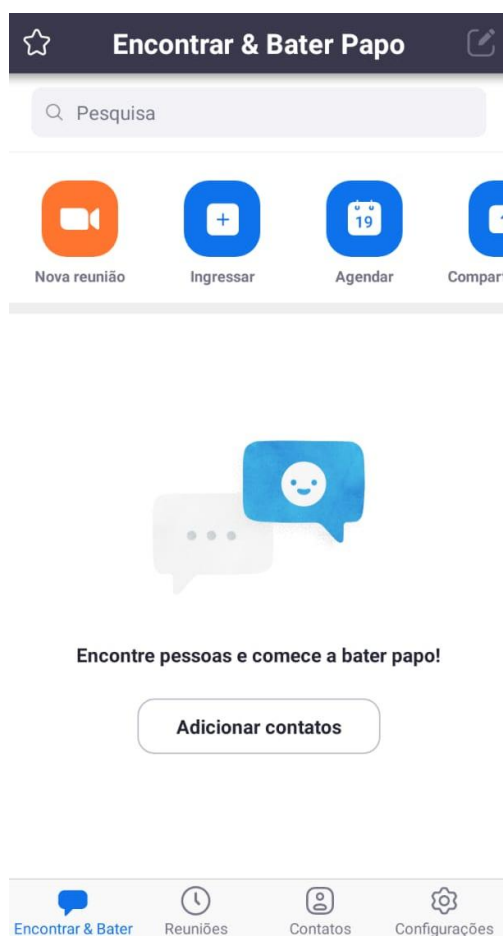 Encontrar & Bater Papo
Pesquisa
19
Nova reunião
Ingressar
Agendar
Compart
Encontre pessoas e comece a bater papo!
Adicionar contatos
Encontrar & Bater
Reuniões
Contatos
Configurações